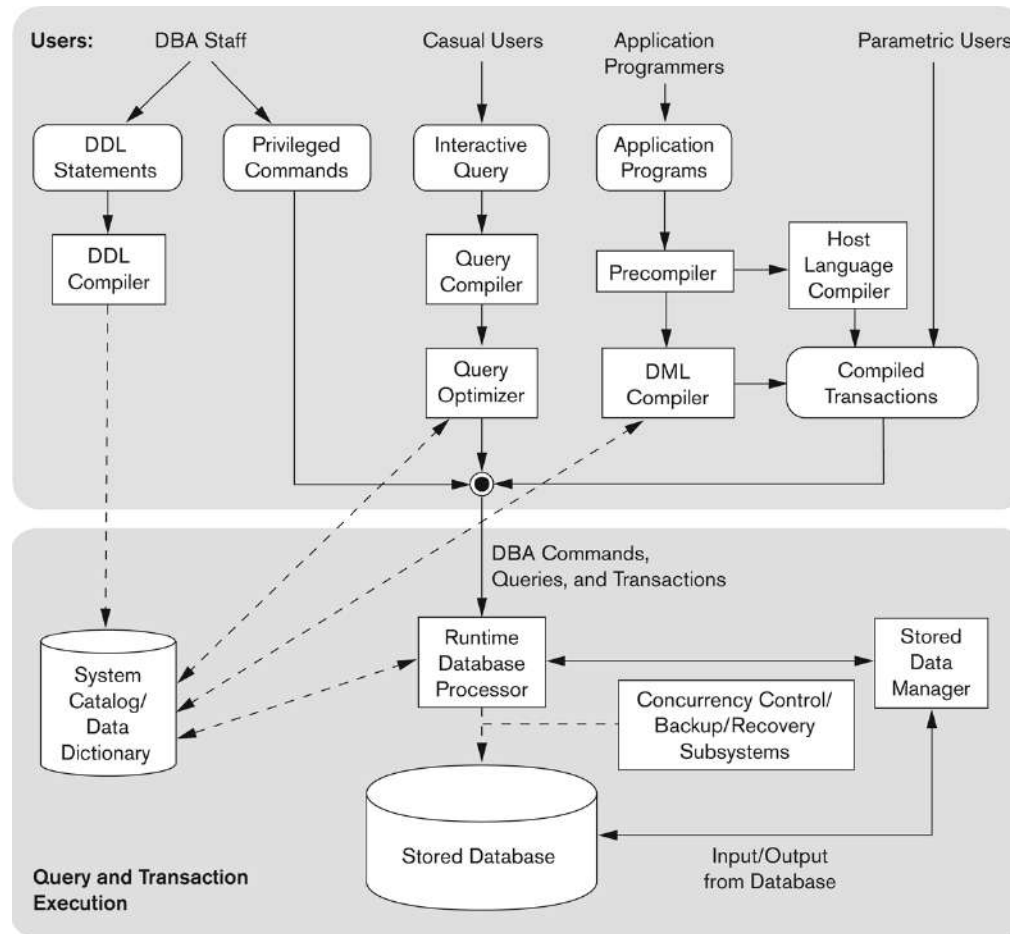 Users:
DBA Staff
Casual Users
Application
Programmers
Parametric Users
DDL
Statements
Privileged
Commands
Interactive
Query
Application
Programs
DDL
Compiler
Query
Compiler
Precompiler
Host
Language
Compiler
Query
Optimizer
DML
Compiler
Compiled
Transactions
DBA Commands,
Queries, and Transactions
System
Catalog/
Data
Dictionary
Runtime
Database
Processor
Stored
Data
Manager
Concurrency Control/
Backup/Recovery
Subsystems
Stored Database
Input/Output
from Database
Query and Transaction
Execution